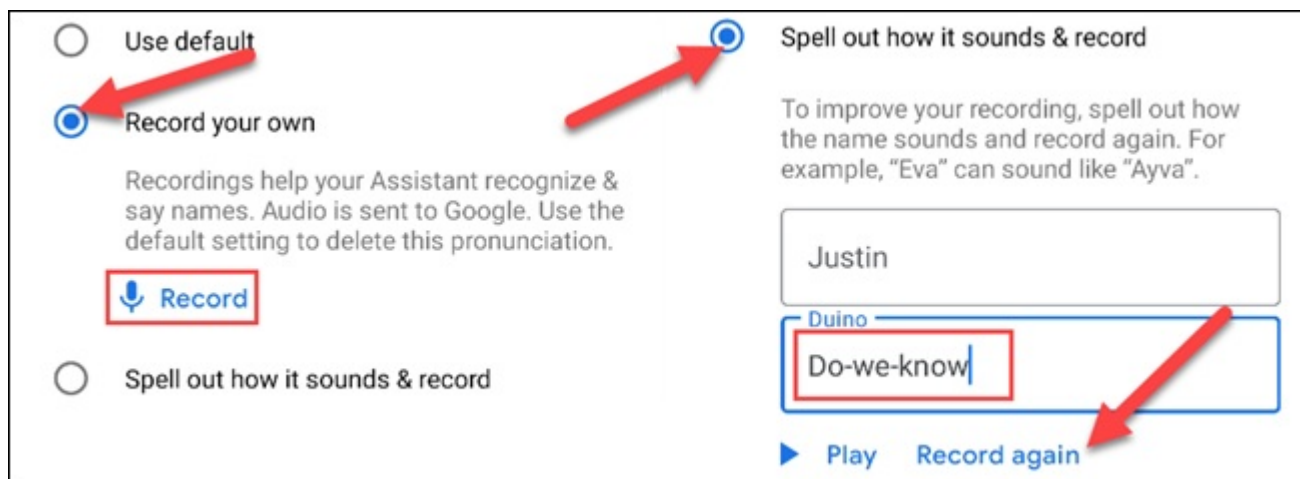 Use default
Record your own
Recordings help your Assistant recognize &
say names. Audio is sent to Google. Use the
default setting to delete this pronunciation.
Record
Spell out how it sounds & record
Spell out how it sounds & record
To improve your recording, spell out how
the name sounds and record again. For
example, “Eva” can sound like “Ayva”.
Justin
Duino
Do-we-know
Play Record again